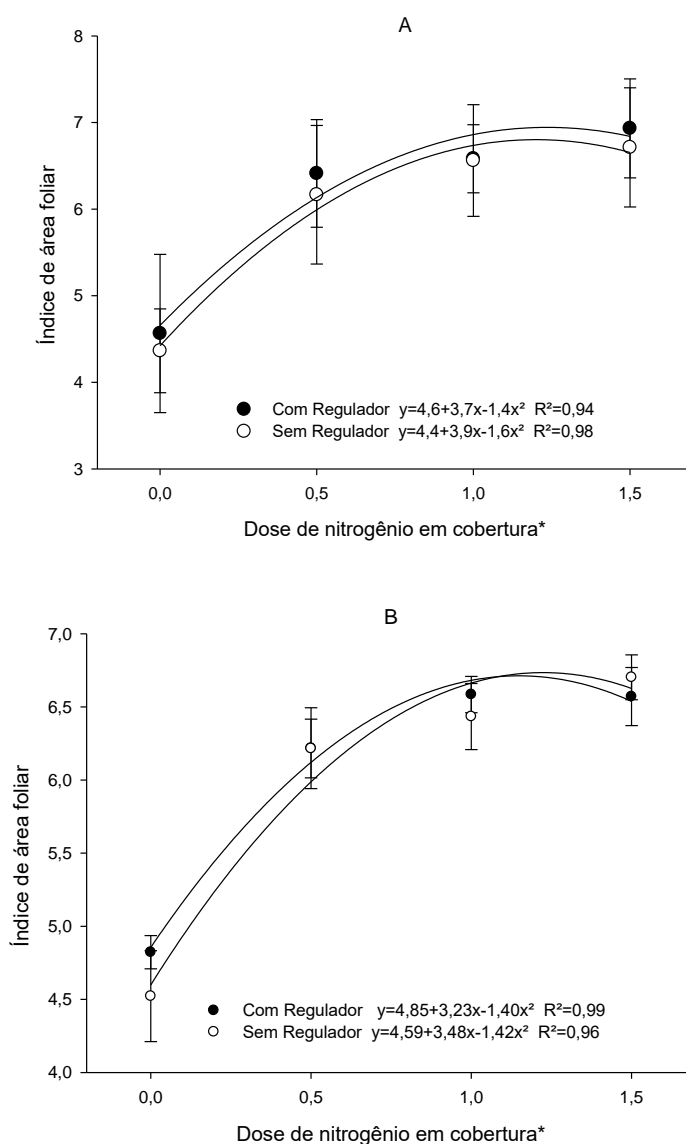 A
8
7
6
5
4
3
Índice de área foliar
Com Regulador y=4,6+3,7x-1,4x² R²=0,94
Sem Regulador y=4,4+3,9x-1,6x² R²=0,98
0,0 0,5 1,0 1,5
Dose de nitrogênio em cobertura*
B
7,0
6,5
6,0
5,5
5,0
4,5
4,0
Índice de área foliar
Com Regulador y=4,85+3,23x-1,40x² R²=0,99
Sem Regulador y=4,59+3,48x-1,42x² R²=0,96
0,0 0,5 1,0 1,5
Dose de nitrogênio em cobertura*